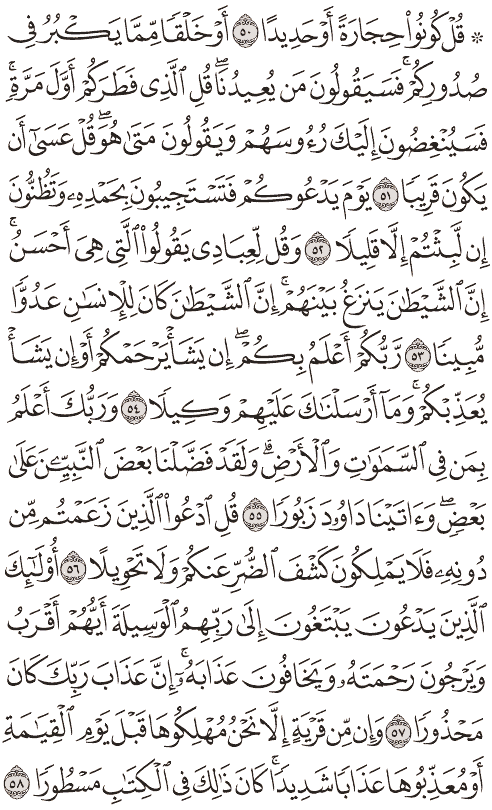 ۞ قُلْ كُونُوا۟ حِجَارَةً أَوْ حَدِيدًا ٥٠ أَوْ خَلْقًا مِّمَّا يَكْبُرُ فِى
صُدُورِكُمْ ۚ فَسَيَقُولُونَ مَن يُعِيدُنَا ۖ قُلِ ٱلَّذِى فَطَرَكُمْ أَوَّلَ مَرَّةٍ ۚ
فَسَيُنْغِضُونَ إِلَيْكَ رُءُوسَهُمْ وَيَقُولُونَ مَتَىٰ هُوَ ۖ قُلْ عَسَىٰٓ أَن
يَكُونَ قَرِيبًا ٥١ يَوْمَ يَدْعُوكُمْ فَتَسْتَجِيبُونَ بِحَمْدِهِۦ وَتَظُنُّونَ
إِن لَّبِثْتُمْ إِلَّا قَلِيلًا ٥٢ وَقُل لِّعِبَادِى يَقُولُوا۟ ٱلَّتِى هِىَ أَحْسَنُ ۚ
إِنَّ ٱلشَّيْطَـٰنَ يَنزَغُ بَيْنَهُمْ ۚ إِنَّ ٱلشَّيْطَـٰنَ كَانَ لِلْإِنسَـٰنِ عَدُوًّا
مُّبِينًا ٥٣ رَّبُّكُمْ أَعْلَمُ بِكُمْ ۖ إِن يَشَأْ يَرْحَمْكُمْ أَوْ إِن يَشَأْ
يُعَذِّبْكُمْ ۚ وَمَآ أَرْسَلْنَـٰكَ عَلَيْهِمْ وَكِيلًا ٥٤ وَرَبُّكَ أَعْلَمُ
بِمَن فِى ٱلسَّمَـٰوَٰتِ وَٱلْأَرْضِ ۗ وَلَقَدْ فَضَّلْنَا بَعْضَ ٱلنَّبِيِّـۧنَ عَلَىٰ
بَعْضٍ ۖ وَءَاتَيْنَا دَاوُۥدَ زَبُورًا ٥٥ قُلِ ٱدْعُوا۟ ٱلَّذِينَ زَعَمْتُم مِّن
دُونِهِۦ فَلَا يَمْلِكُونَ كَشْفَ ٱلضُّرِّ عَنكُمْ وَلَا تَحْوِيلًا ٥٦ أُو۟لَـٰٓئِكَ
ٱلَّذِينَ يَدْعُونَ يَبْتَغُونَ إِلَىٰ رَبِّهِمُ ٱلْوَسِيلَةَ أَيُّهُمْ أَقْرَبُ
وَيَرْجُونَ رَحْمَتَهُۥ وَيَخَافُونَ عَذَابَهُۥٓ ۚ إِنَّ عَذَابَ رَبِّكَ كَانَ
مَحْذُورًا ٥٧ وَإِن مِّن قَرْيَةٍ إِلَّا نَحْنُ مُهْلِكُوهَا قَبْلَ يَوْمِ ٱلْقِيَـٰمَةِ
أَوْ مُعَذِّبُوهَا عَذَابًا شَدِيدًا ۚ كَانَ ذَٰلِكَ فِى ٱلْكِتَـٰبِ مَسْطُورًا ٥٨